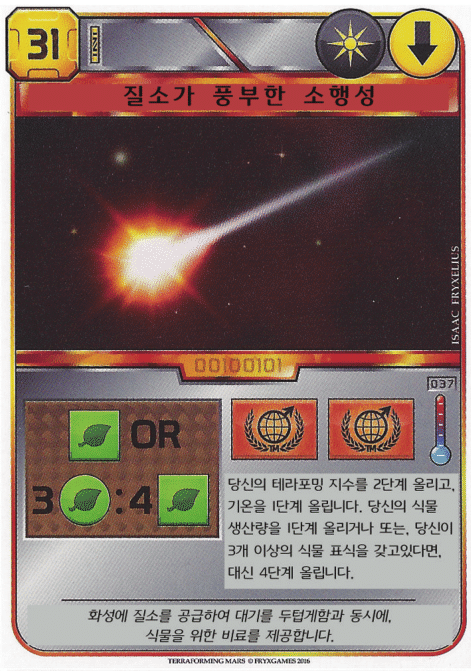 31
질소가 풍부한 소행성
ISAAC FRYXELIUS
00100101
037
OR
TM TM
3 : 4
당신의 테라포밍 지수를 2단계 올리고,
기온을 1단계 올립니다. 당신의 식물
생산량을 1단계 올리거나 또는, 당신이
3개 이상의 식물 표식을 갖고있다면,
대신 4단계 올립니다.
화성에 질소를 공급하여 대기를 두텁게함과 동시에,
식물을 위한 비료를 제공합니다.
TERRAFORMING MARS © FRYXGAMES 2016